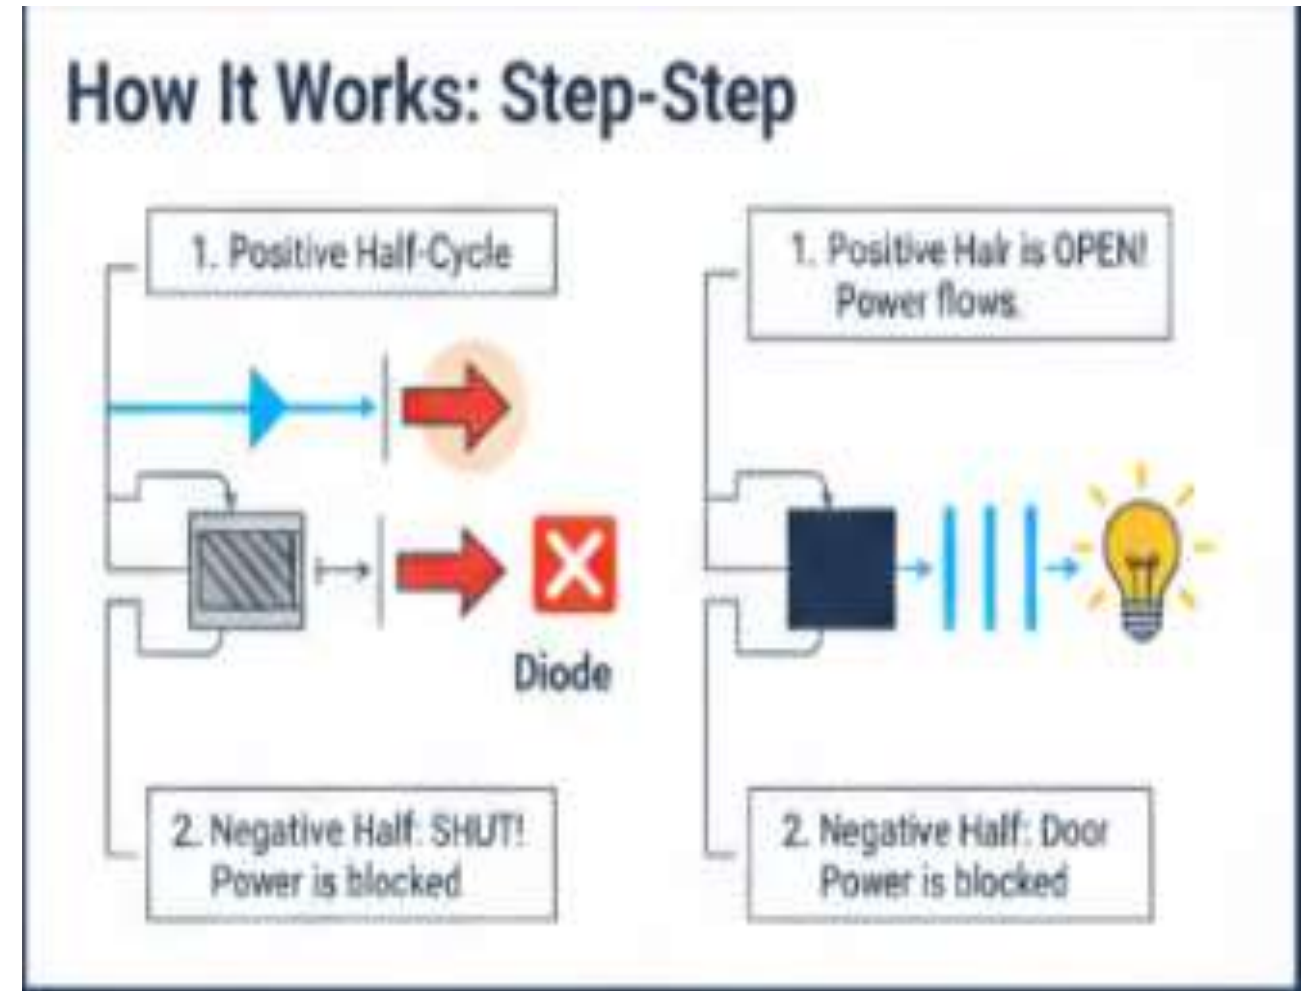 How It Works: Step-Step
1. Positive Half-Cycle
1. Positive Halr is OPEN!
Power flows.
Diode
2. Negative Half: SHUT!
Power is blocked
2. Negative Half: Door
Power is blocked